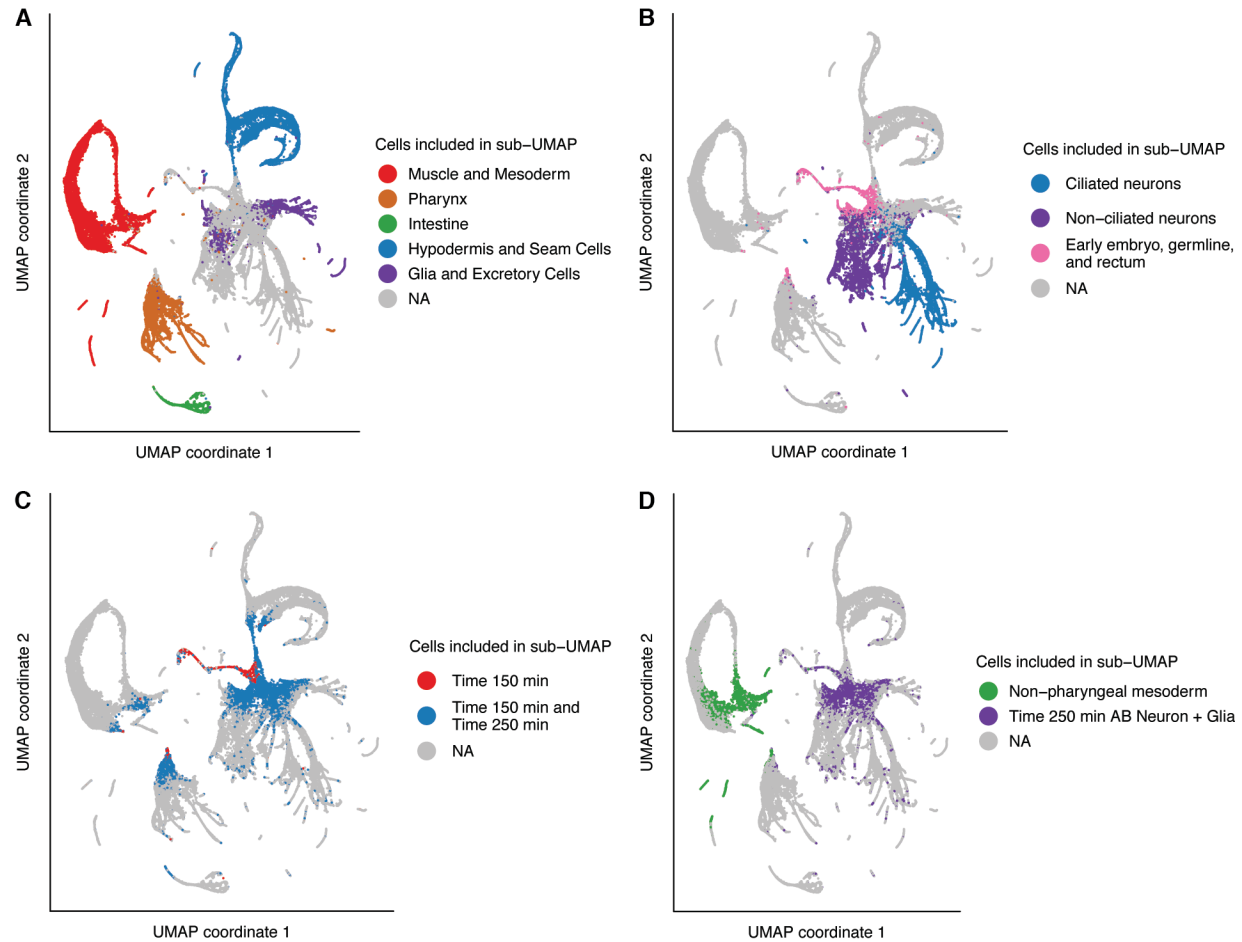 A
UMAP coordinate 2
UMAP coordinate 1
Cells included in sub−UMAP
Muscle and Mesoderm
Pharynx
Intestine
Hypodermis and Seam Cells
Glia and Excretory Cells
NA
B
UMAP coordinate 2
UMAP coordinate 1
Cells included in sub−UMAP
Ciliated neurons
Non−ciliated neurons
Early embryo, germline,
and rectum
NA
C
UMAP coordinate 2
UMAP coordinate 1
Cells included in sub−UMAP
Time 150 min
Time 150 min and
Time 250 min
NA
D
UMAP coordinate 2
UMAP coordinate 1
Cells included in sub−UMAP
Non−pharyngeal mesoderm
Time 250 min AB Neuron + Glia
NA